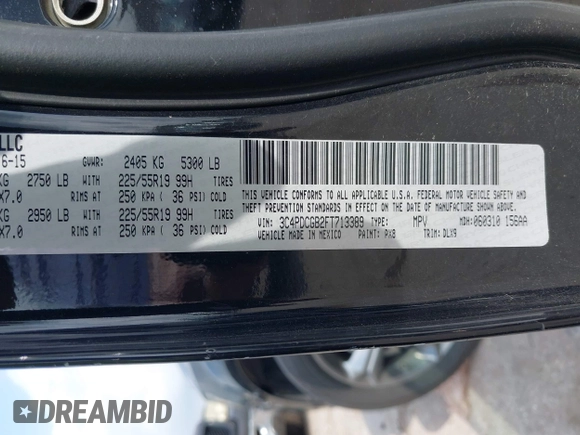 LLC
6-15 GVWR: 2405 KG 5300 LB
KG 2750 LB WITH 225/55R19 99H TIRES
X7.0 RIMS AT 250 KPA ( 36 PSI) COLD
KG 2950 LB WITH 225/55R19 99H TIRES
X7.0 RIMS AT 250 KPA ( 36 PSI) COLD
THIS VEHICLE CONFORMS TO ALL APPLICABLE U.S.A. FEDERAL MOTOR VEHICLE SAFETY AND
THEFT PREVENTION STANDARDS IN EFFECT ON THE DATE OF MANUFACTURE SHOWN ABOVE.
VIN: 3C4PDCGB2FT713389 TYPE: MPV MDH: 060310 156AA
VEHICLE MADE IN MEXICO PAINT: PX8 TRIM: DLX9
DREAMBID